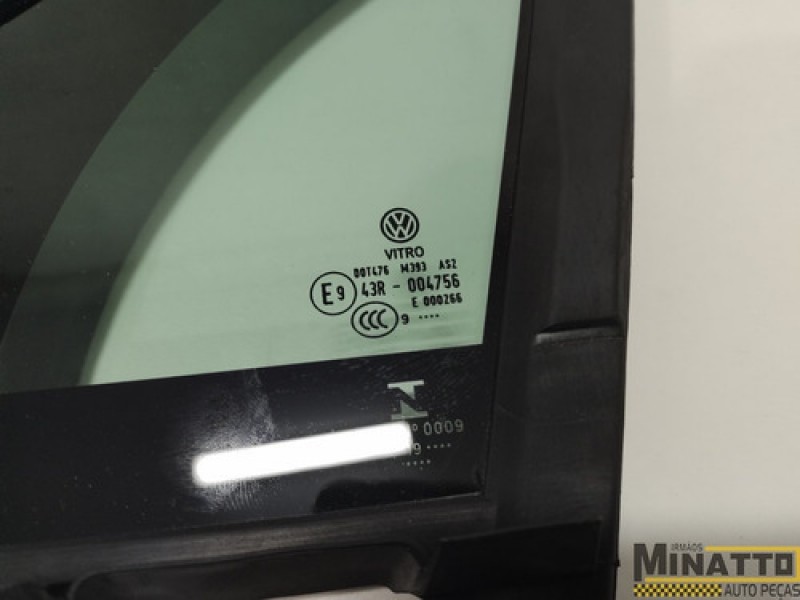 VITRO
DOT476 M393 AS2
E9 43R - 004756
E 000266
CCC 9 ••••
0009
9 ••••
•••••
IRMÃOS
MINATTO
AUTO PEÇAS